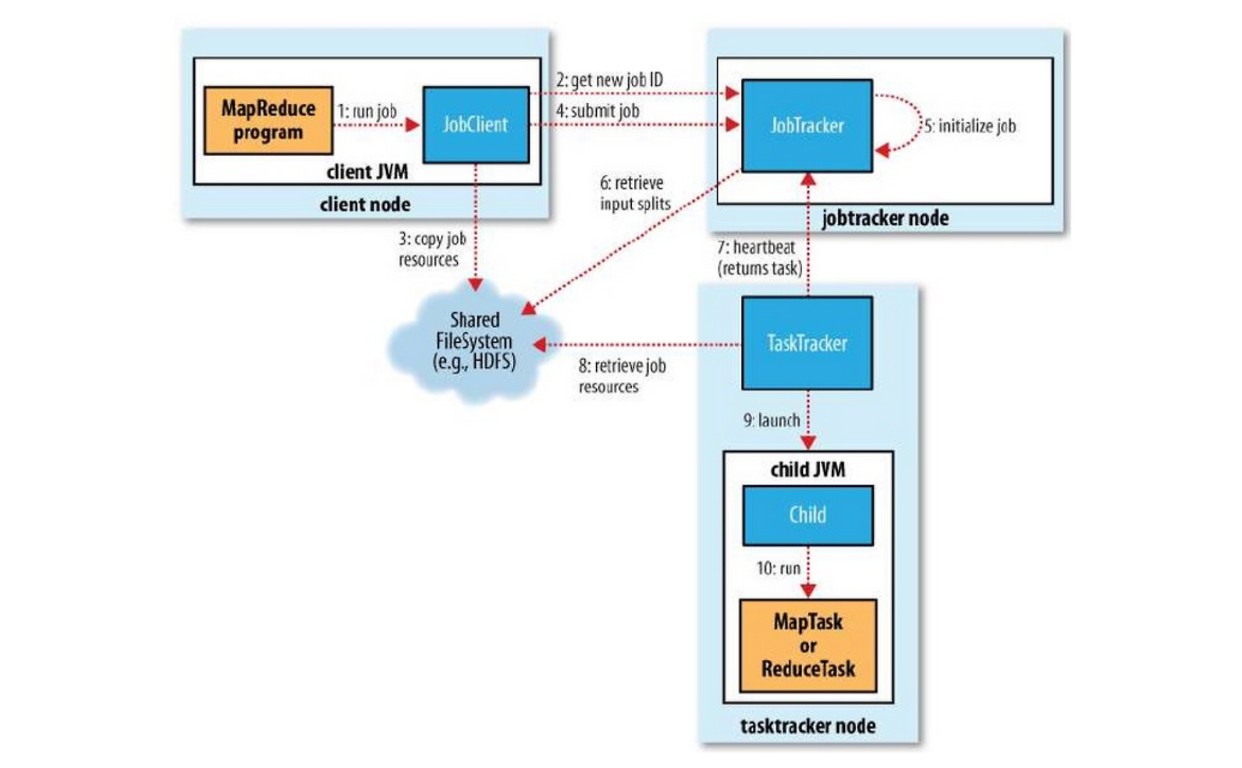 MapReduce
program
1: run job
JobClient
client JVM
client node
2: get new job ID
4: submit job
JobTracker
5: initialize job
jobtracker node
6: retrieve
input splits
3: copy job
resources
7: heartbeat
(returns task)
Shared
FileSystem
(e.g., HDFS)
TaskTracker
8: retrieve job
resources
9: launch
child JVM
Child
10: run
MapTask
or
ReduceTask
tasktracker node